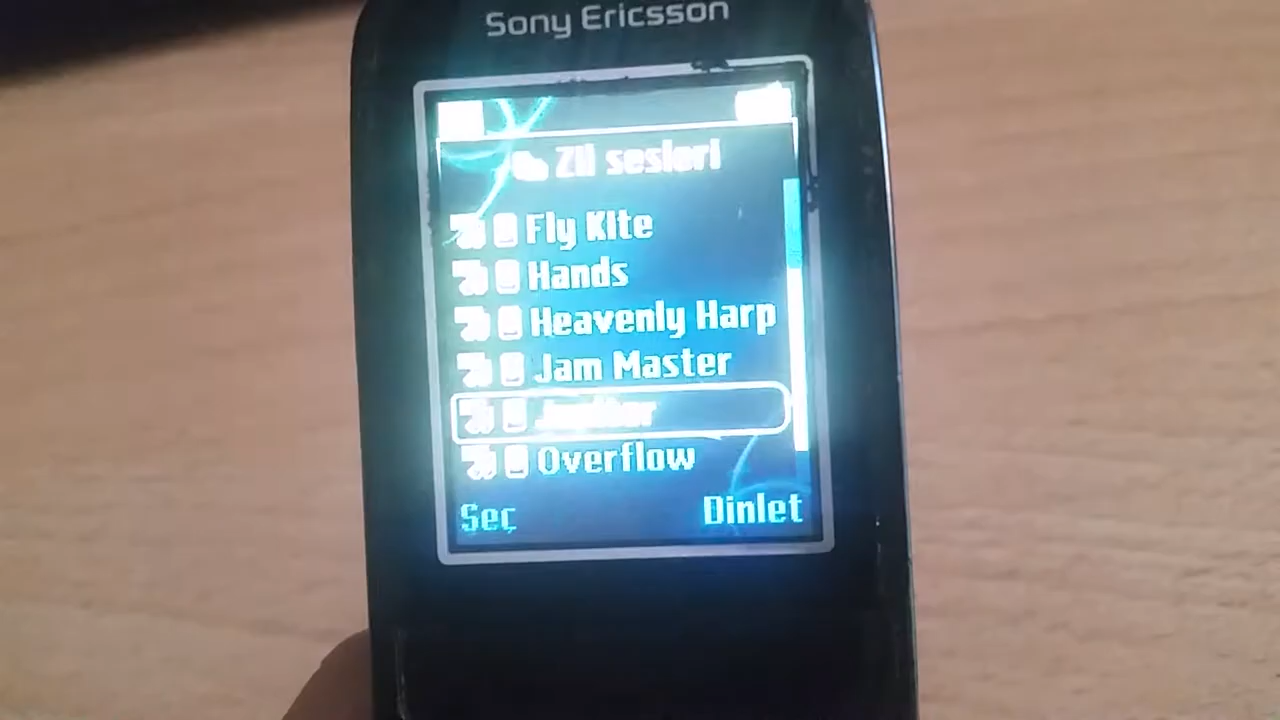 Sony Ericsson
Zil sesleri
Fly Kite
Hands
Heavenly Harp
Jam Master
Overflow
Seç
Dinlet